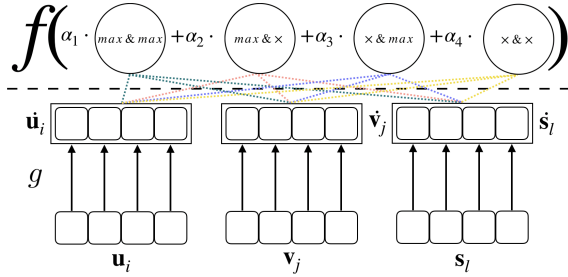 f(α₁ · max & max +α₂ · max & × +α₃ · × & max +α₄ · × & ×)
u̇ᵢ v̇ⱼ ṡₗ
g
uᵢ vⱼ sₗ